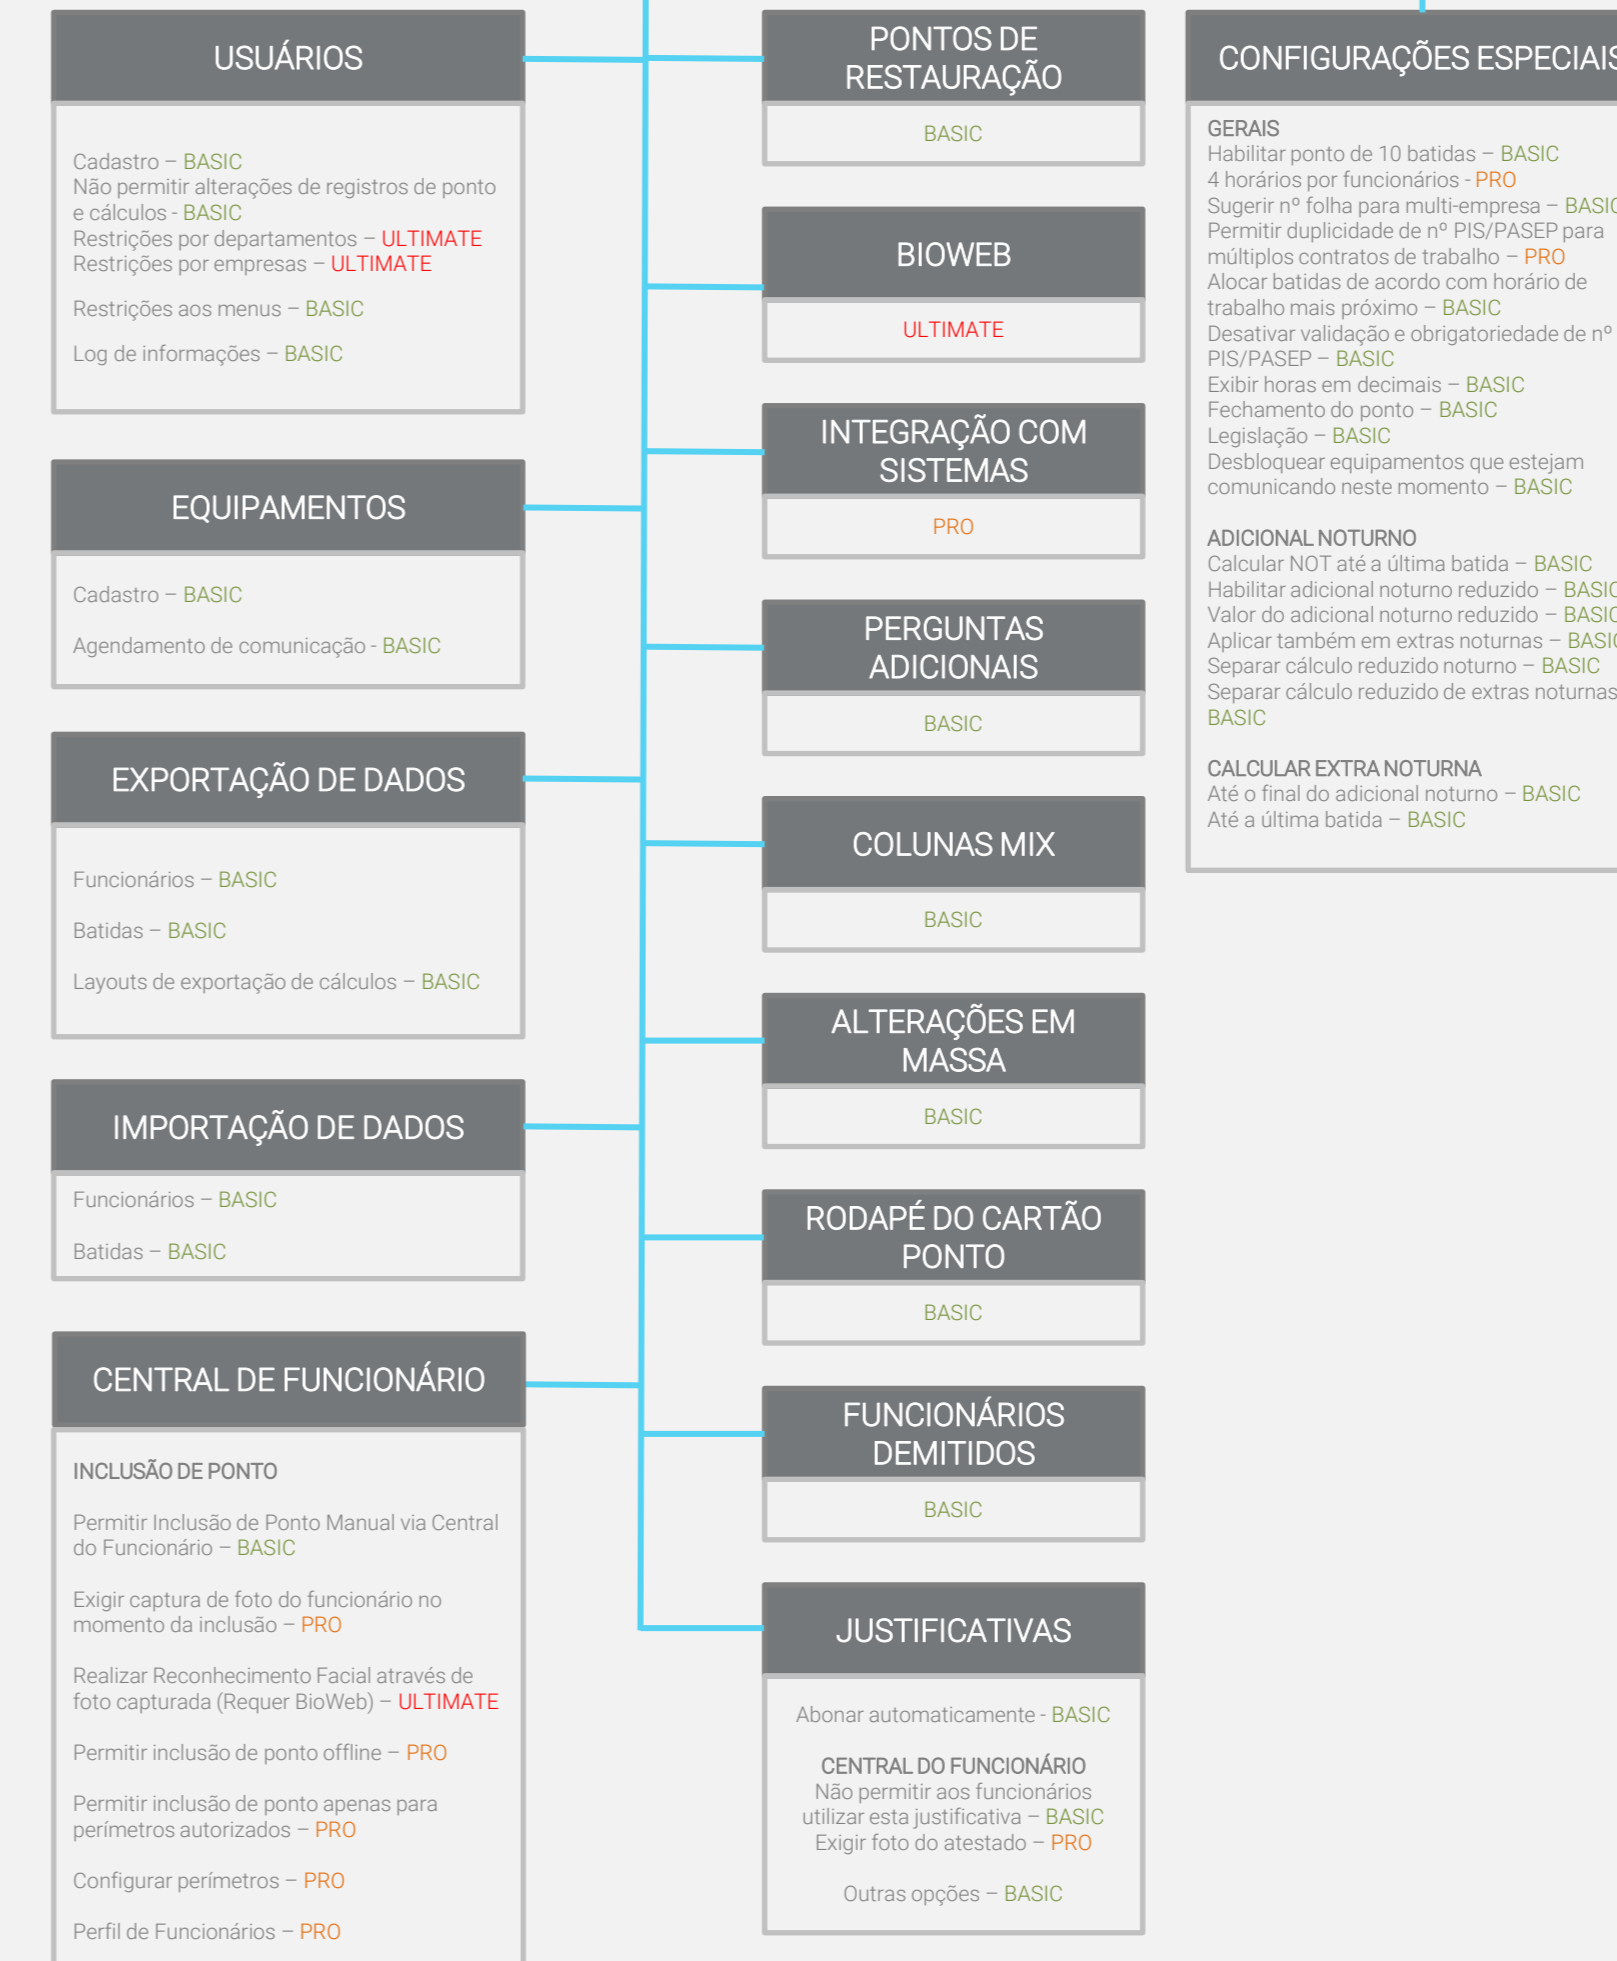 USUÁRIOS
Cadastro – BASIC
Não permitir alterações de registros de ponto
e cálculos - BASIC
Restrições por departamentos – ULTIMATE
Restrições por empresas – ULTIMATE
Restrições aos menus – BASIC
Log de informações – BASIC
EQUIPAMENTOS
Cadastro – BASIC
Agendamento de comunicação - BASIC
EXPORTAÇÃO DE DADOS
Funcionários – BASIC
Batidas – BASIC
Layouts de exportação de cálculos – BASIC
IMPORTAÇÃO DE DADOS
Funcionários – BASIC
Batidas – BASIC
CENTRAL DE FUNCIONÁRIO
INCLUSÃO DE PONTO
Permitir Inclusão de Ponto Manual via Central
do Funcionário – BASIC
Exigir captura de foto do funcionário no
momento da inclusão – PRO
Realizar Reconhecimento Facial através de
foto capturada (Requer BioWeb) – ULTIMATE
Permitir inclusão de ponto offline – PRO
Permitir inclusão de ponto apenas para
perímetros autorizados – PRO
Configurar perímetros – PRO
Perfil de Funcionários – PRO
PONTOS DE
RESTAURAÇÃO
BASIC
BIOWEB
ULTIMATE
INTEGRAÇÃO COM
SISTEMAS
PRO
PERGUNTAS
ADICIONAIS
BASIC
COLUNAS MIX
BASIC
ALTERAÇÕES EM
MASSA
BASIC
RODAPÉ DO CARTÃO
PONTO
BASIC
FUNCIONÁRIOS
DEMITIDOS
BASIC
JUSTIFICATIVAS
Abonar automaticamente - BASIC
CENTRAL DO FUNCIONÁRIO
Não permitir aos funcionários
utilizar esta justificativa – BASIC
Exigir foto do atestado – PRO
Outras opções – BASIC
CONFIGURAÇÕES ESPECIAIS
GERAIS
Habilitar ponto de 10 batidas – BASIC
4 horários por funcionários - PRO
Sugerir nº folha para multi-empresa – BASIC
Permitir duplicidade de nº PIS/PASEP para
múltiplos contratos de trabalho – PRO
Alocar batidas de acordo com horário de
trabalho mais próximo – BASIC
Desativar validação e obrigatoriedade de nº
PIS/PASEP – BASIC
Exibir horas em decimais – BASIC
Fechamento do ponto – BASIC
Legislação – BASIC
Desbloquear equipamentos que estejam
comunicando neste momento – BASIC
ADICIONAL NOTURNO
Calcular NOT até a última batida – BASIC
Habilitar adicional noturno reduzido – BASIC
Valor do adicional noturno reduzido – BASIC
Aplicar também em extras noturnas – BASIC
Separar cálculo reduzido noturno – BASIC
Separar cálculo reduzido de extras noturnas
BASIC
CALCULAR EXTRA NOTURNA
Até o final do adicional noturno – BASIC
Até a última batida – BASIC